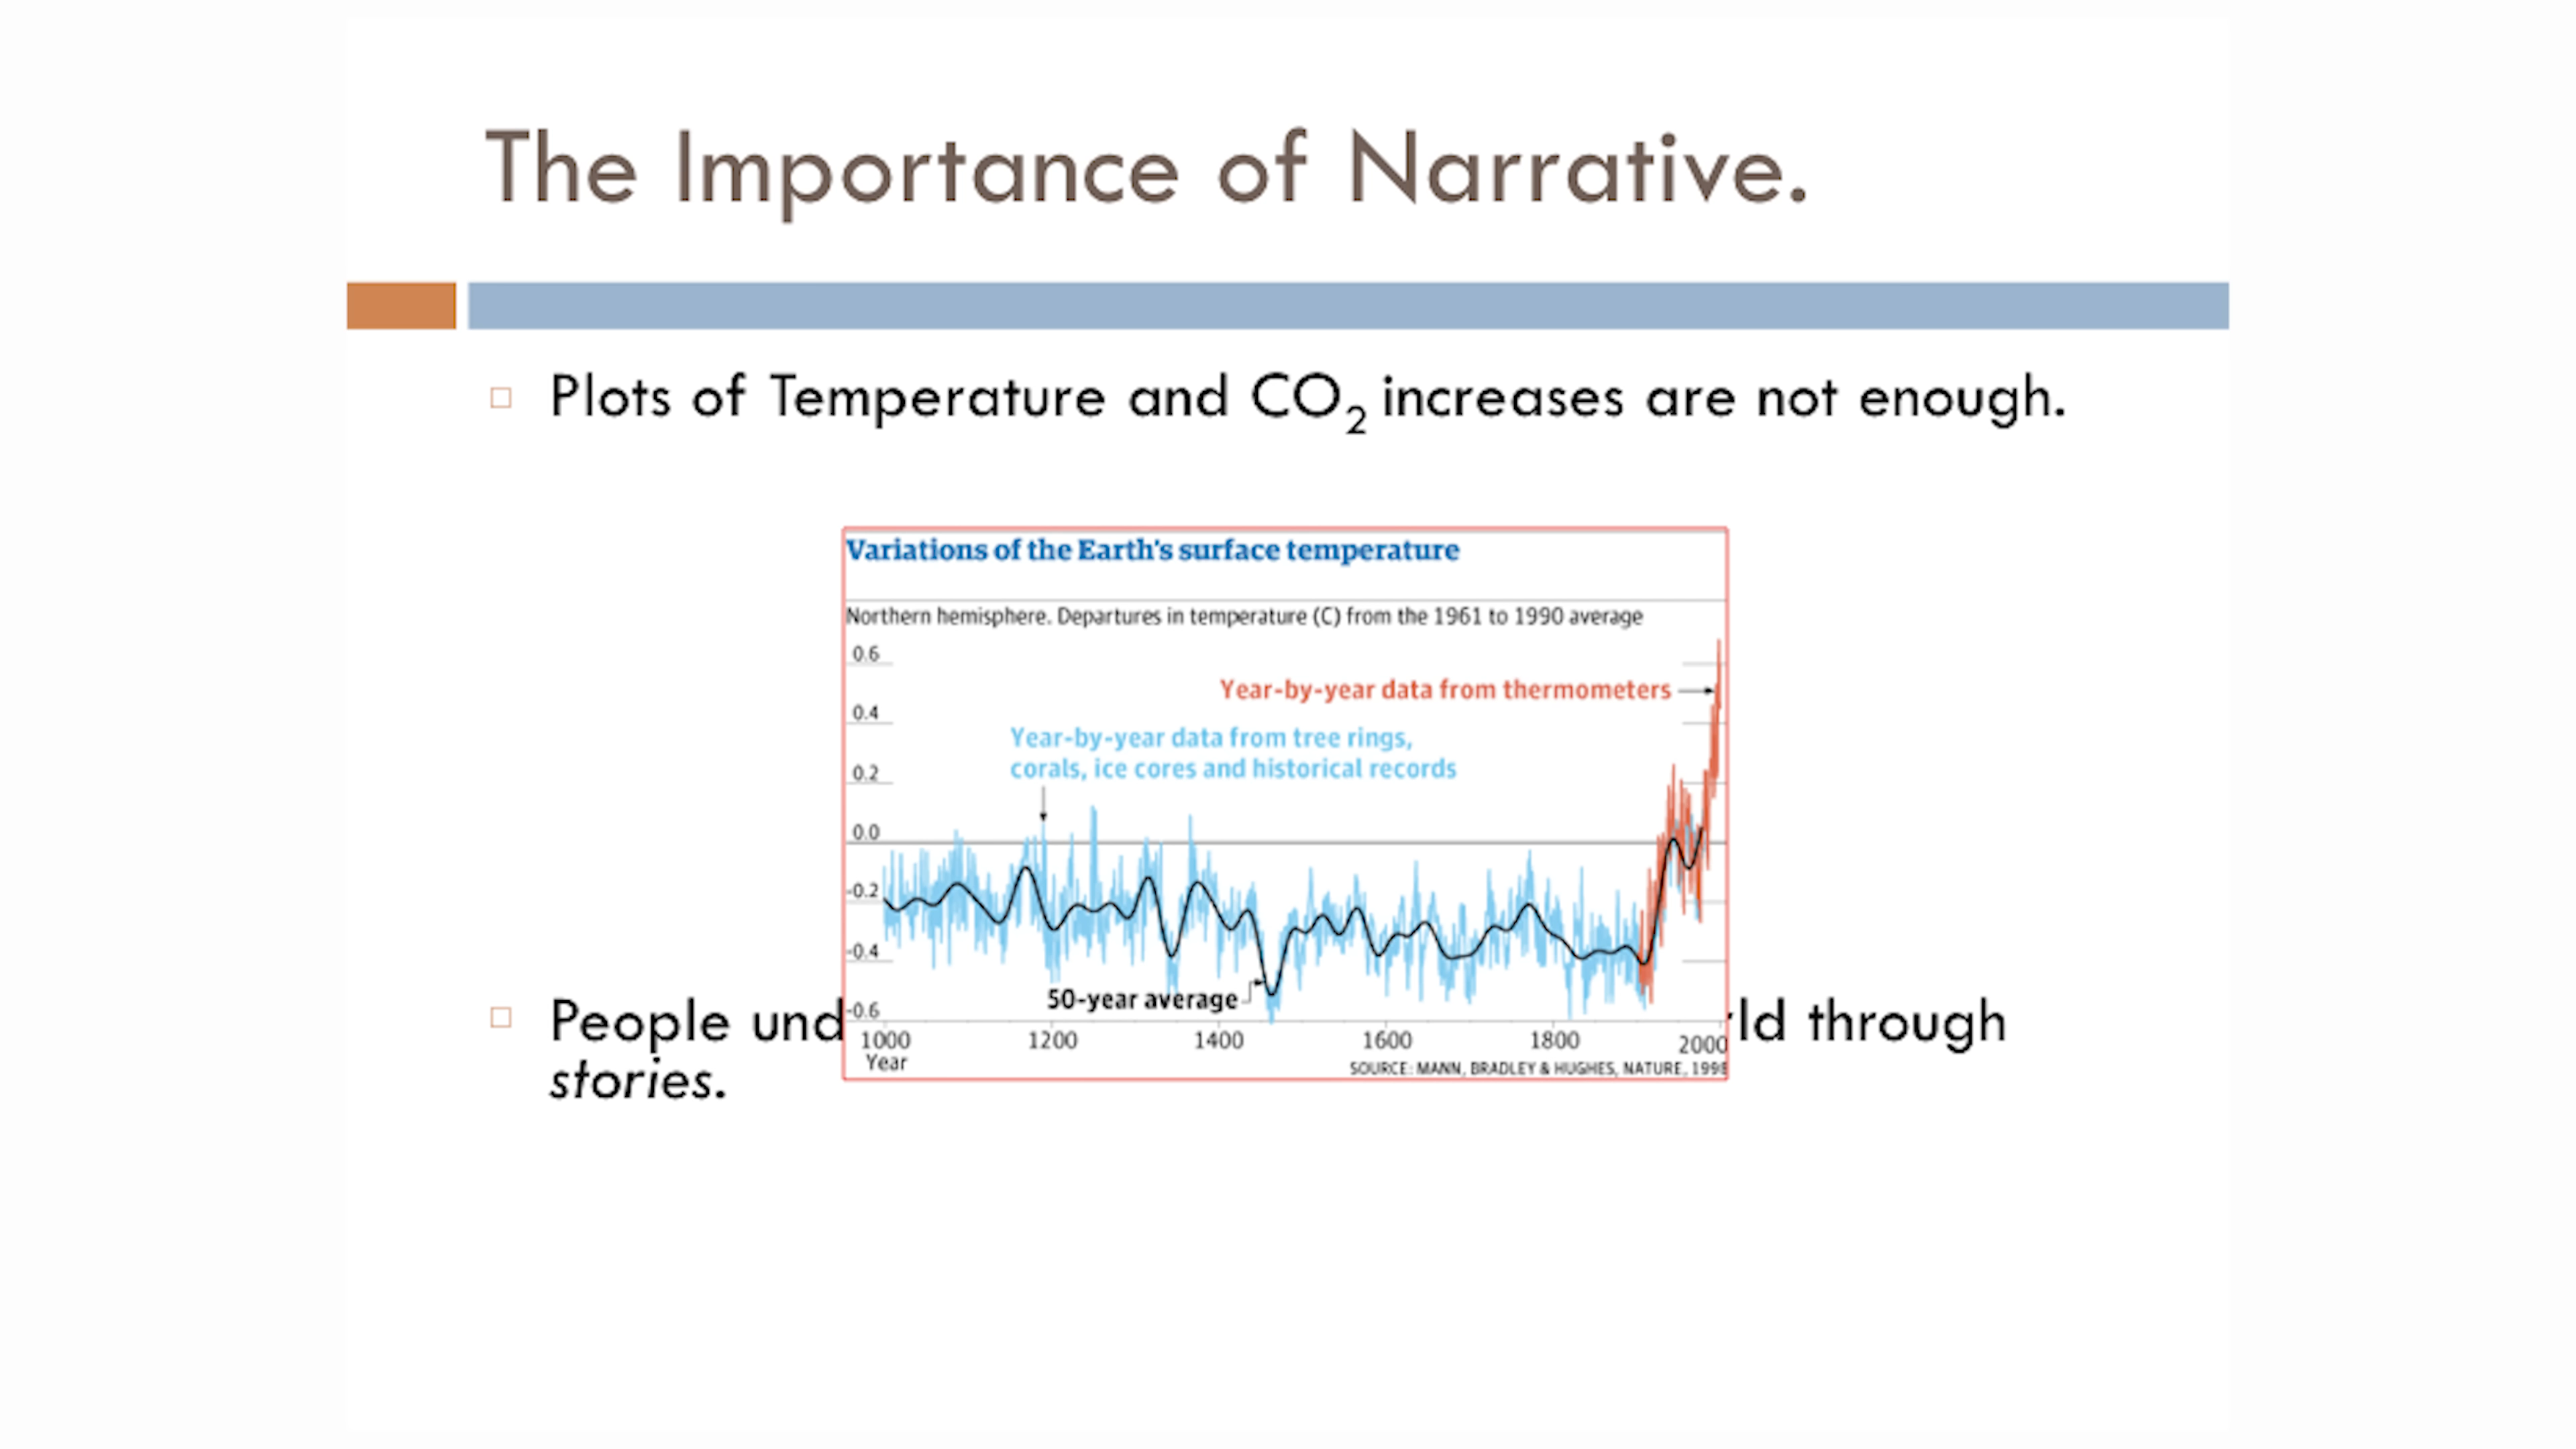 The Importance of Narrative.
Plots of Temperature and CO2 increases are not enough.
Variations of the Earth's surface temperature
Northern hemisphere. Departures in temperature (C) from the 1961 to 1990 average
0.6
Year-by-year data from thermometers
0.4
Year-by-year data from tree rings,
corals, ice cores and historical records
0.2
0.0
-0.2
-0.4
50-year average
-0.6
1000 1200 1400 1600 1800 2000
Year
SOURCE: MANN, BRADLEY & HUGHES, NATURE,
People through
stories.